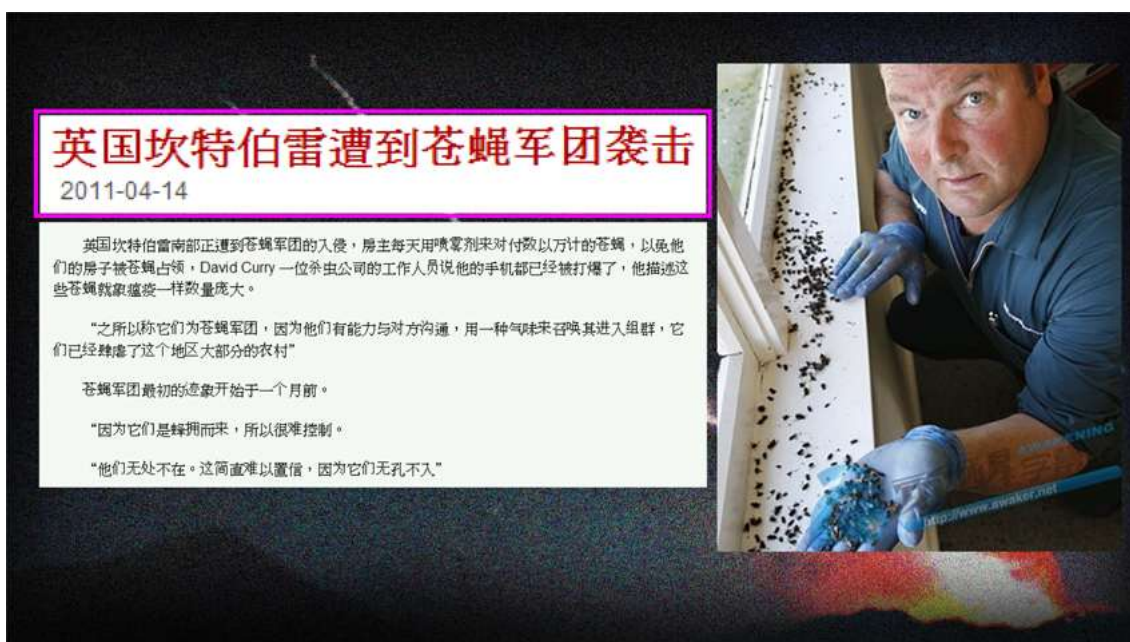 英国坎特伯雷遭到苍蝇军团袭击
2011-04-14
英国坎特伯雷南部正遭到苍蝇军团的入侵，房主每天用喷雾剂来对付数以万计的苍蝇，以免他
们的房子被苍蝇占领，David Curry 一位杀虫公司的工作人员说他的手机都已经被打爆了，他描述这
些苍蝇就象瘟疫一样数量庞大。
“之所以称它们为苍蝇军团，因为他们有能力与对方沟通，用一种气味来召唤其进入组群，它
们已经肆虐了这个地区大部分的农村”
苍蝇军团最初的迹象开始于一个月前。
“因为它们是蜂拥而来，所以很难控制。
“他们无处不在。这简直难以置信，因为它们无孔不入”
AWAKENING
http://www.awaker.net